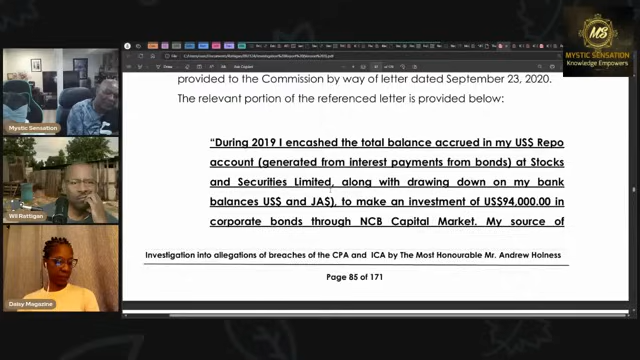 MS
MYSTIC SENSATION
Knowledge Empowers
Mystic Sensation
Wil Rattigan
Daisy Magazine
provided to the Commission by way of letter dated September 23, 2020.
The relevant portion of the referenced letter is provided below:
“During 2019 I encashed the total balance accrued in my US$ Repo
account (generated from interest payments from bonds) at Stocks
and Securities Limited, along with drawing down on my bank
balances US$ and JA$), to make an investment of US$94,000.00 in
corporate bonds through NCB Capital Market. My source of
Investigation into allegations of breaches of the CPA and ICA by The Most Honourable Mr. Andrew Holness
Page 85 of 171